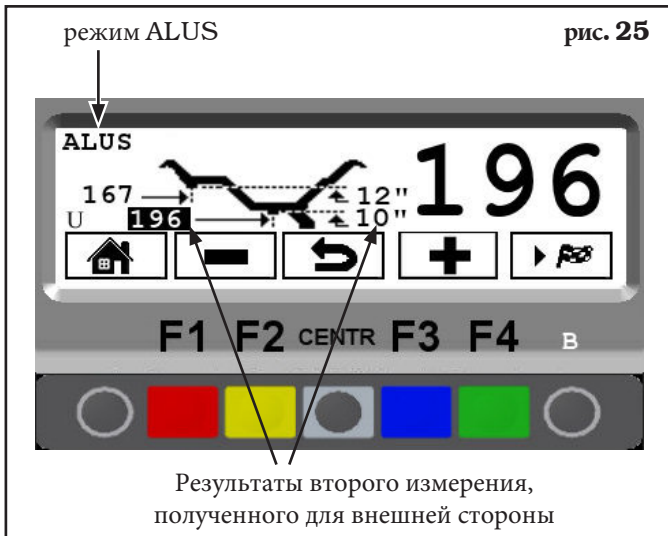 режим ALUS
рис. 25
ALUS
196
167
12"
U 196
10"
F1 F2 CENTR F3 F4 B
Результаты второго измерения,
полученного для внешней стороны